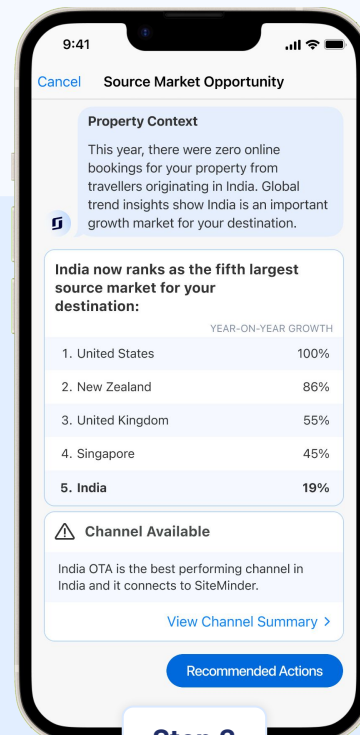 9:41
Cancel Source Market Opportunity
Property Context
This year, there were zero online
bookings for your property from
travellers originating in India. Global
trend insights show India is an important
growth market for your destination.
India now ranks as the fifth largest
source market for your
destination:
YEAR-ON-YEAR GROWTH
1. United States 100%
2. New Zealand 86%
3. United Kingdom 55%
4. Singapore 45%
5. India 19%
Channel Available
India OTA is the best performing channel in
India and it connects to SiteMinder.
View Channel Summary >
Recommended Actions